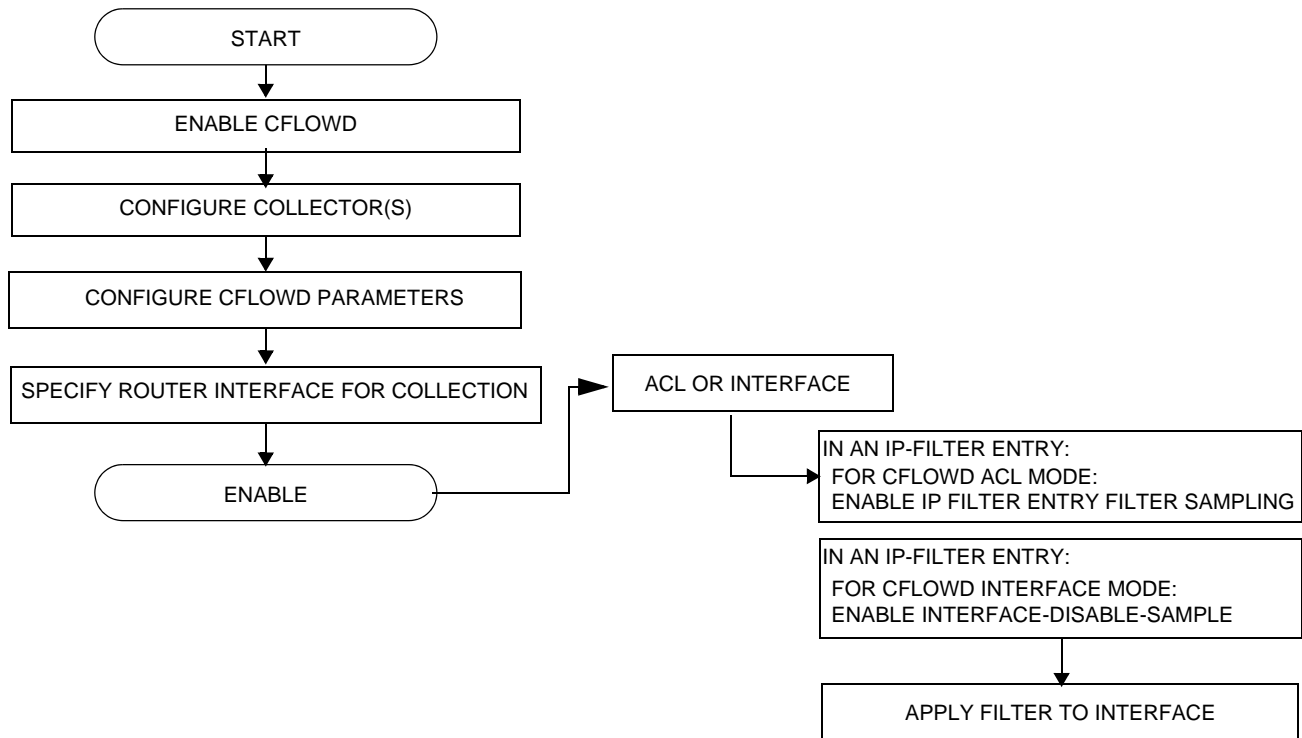 START
ENABLE CFLOWD
CONFIGURE COLLECTOR(S)
CONFIGURE CFLOWD PARAMETERS
SPECIFY ROUTER INTERFACE FOR COLLECTION
ENABLE
ACL OR INTERFACE
IN AN IP-FILTER ENTRY:
FOR CFLOWD ACL MODE:
ENABLE IP FILTER ENTRY FILTER SAMPLING
IN AN IP-FILTER ENTRY:
FOR CFLOWD INTERFACE MODE:
ENABLE INTERFACE-DISABLE-SAMPLE
APPLY FILTER TO INTERFACE